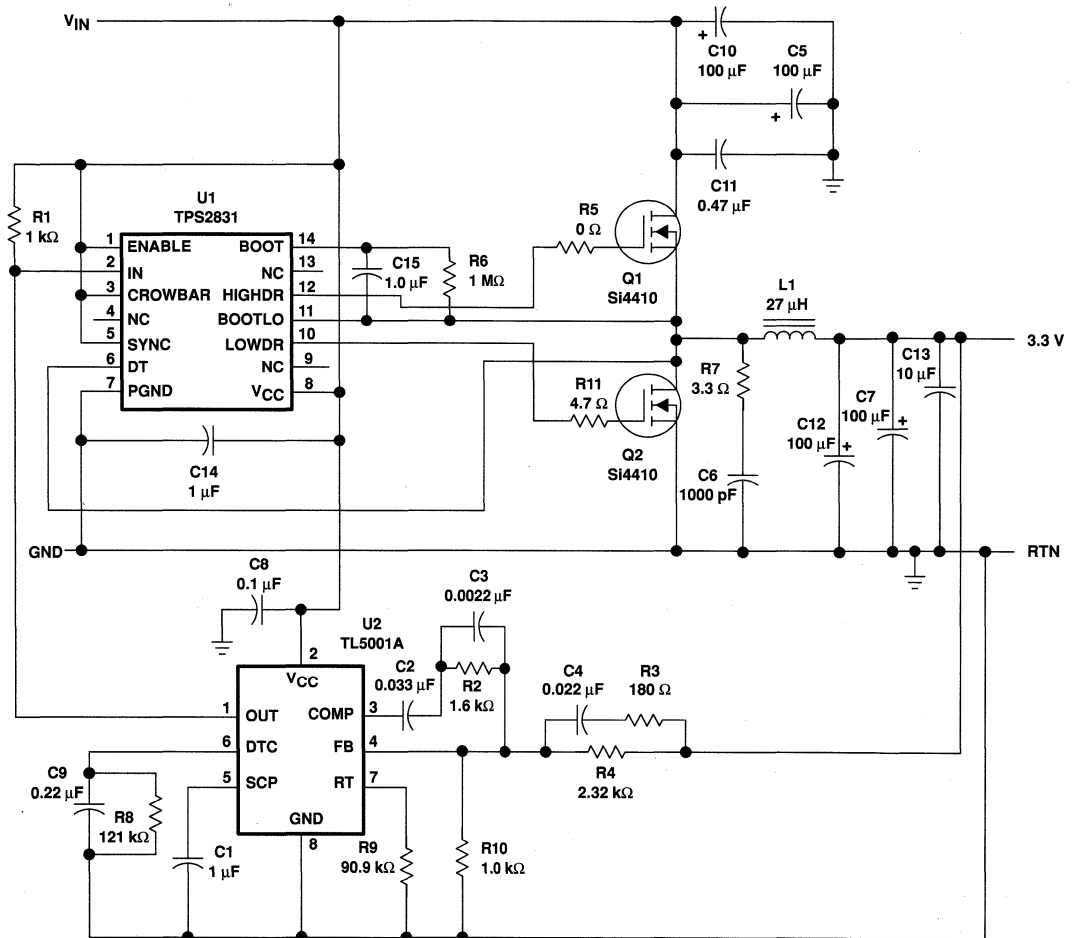 VIN
C10
100 μF
C5
100 μF
C11
0.47 μF
U1
TPS2831
R1
1 kΩ
1 ENABLE BOOT 14
2 IN NC 13
3 CROWBAR HIGHDR 12
4 NC BOOTLO 11
5 SYNC LOWDR 10
6 DT NC 9
7 PGND VCC 8
C15
1.0 μF
R6
1 MΩ
R5
0 Ω
Q1
Si4410
L1
27 μH
3.3 V
R11
4.7 Ω
R7
3.3 Ω
C13
10 μF
C7
100 μF
C12
100 μF
Q2
Si4410
C6
1000 pF
C14
1 μF
GND
RTN
C8
0.1 μF
C3
0.0022 μF
U2
TL5001A
2
VCC
C2
0.033 μF
R2
1.6 kΩ
C4
0.022 μF
R3
180 Ω
1 OUT COMP 3
6 DTC FB 4
5 SCP RT 7
GND
8
R4
2.32 kΩ
C9
0.22 μF
R8
121 kΩ
C1
1 μF
R9
90.9 kΩ
R10
1.0 kΩ
+
+
+
+